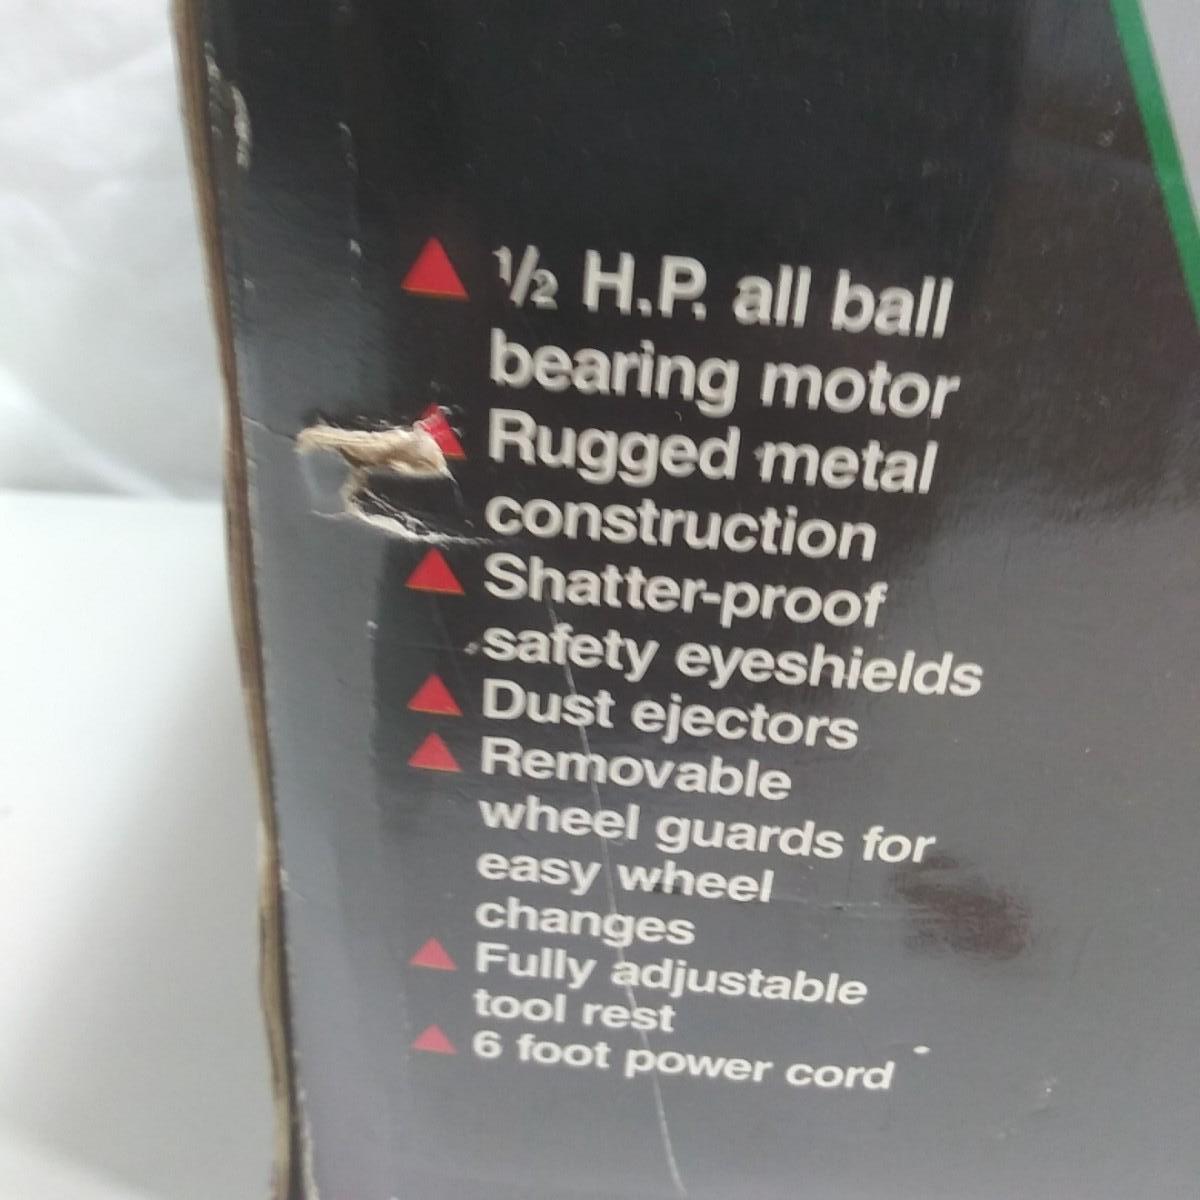 ½ H.P. all ball
bearing motor
Rugged metal
construction
Shatter-proof
safety eyeshields
Dust ejectors
Removable
wheel guards for
easy wheel
changes
Fully adjustable
tool rest
6 foot power cord